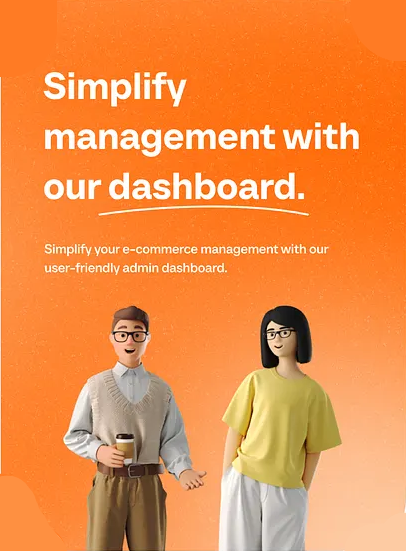 Simplify
management with
our dashboard.
Simplify your e-commerce management with our
user-friendly admin dashboard.